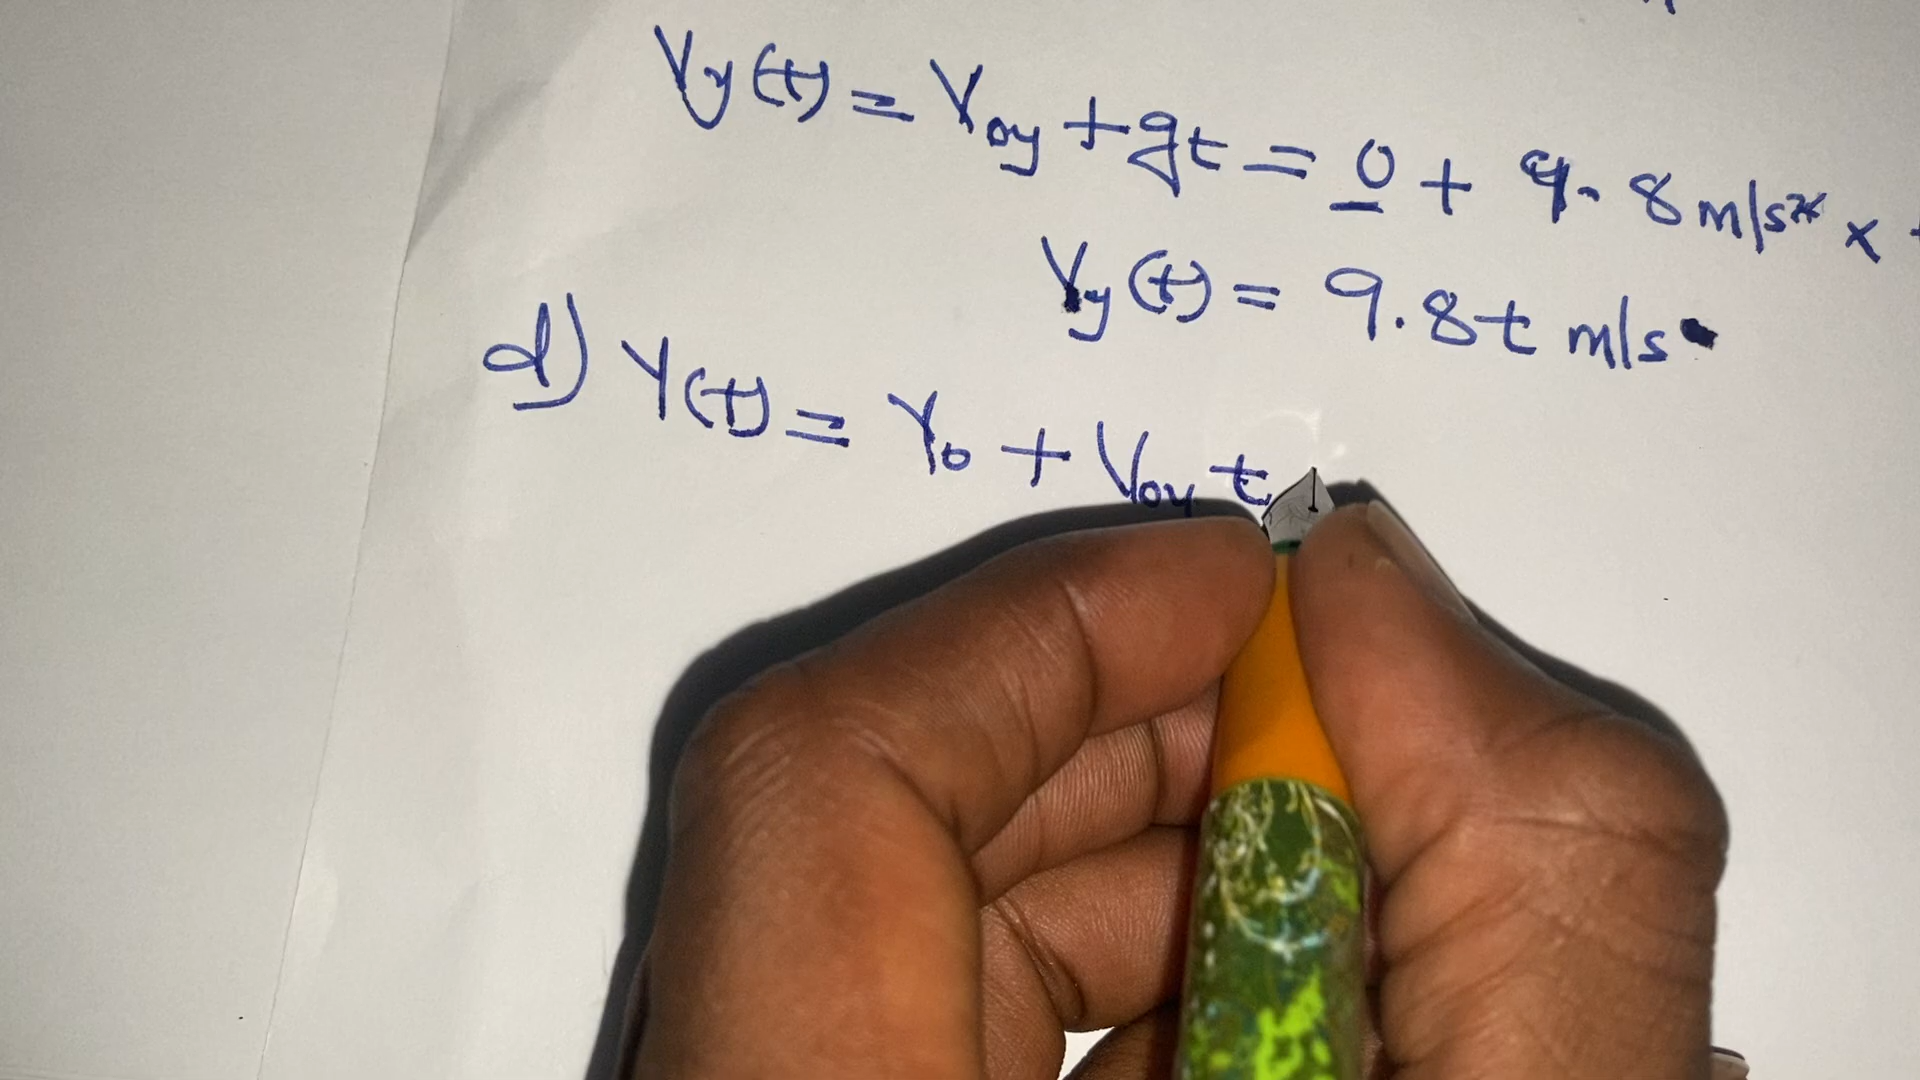 Vy(t) = Voy + gt = 0 + 9.8 m/s² x
Vy(t) = 9.8t m/s
d) Y(t) = Yo + Voy t